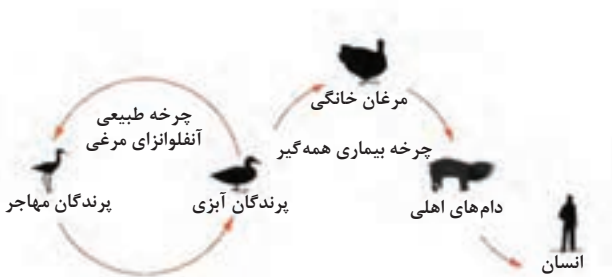 مرغان خانگی
چرخه طبیعی
آنفلوانزای مرغی
چرخه بیماری همه‌گیر
پرندگان مهاجر
پرندگان آبزی
دام‌های اهلی
انسان